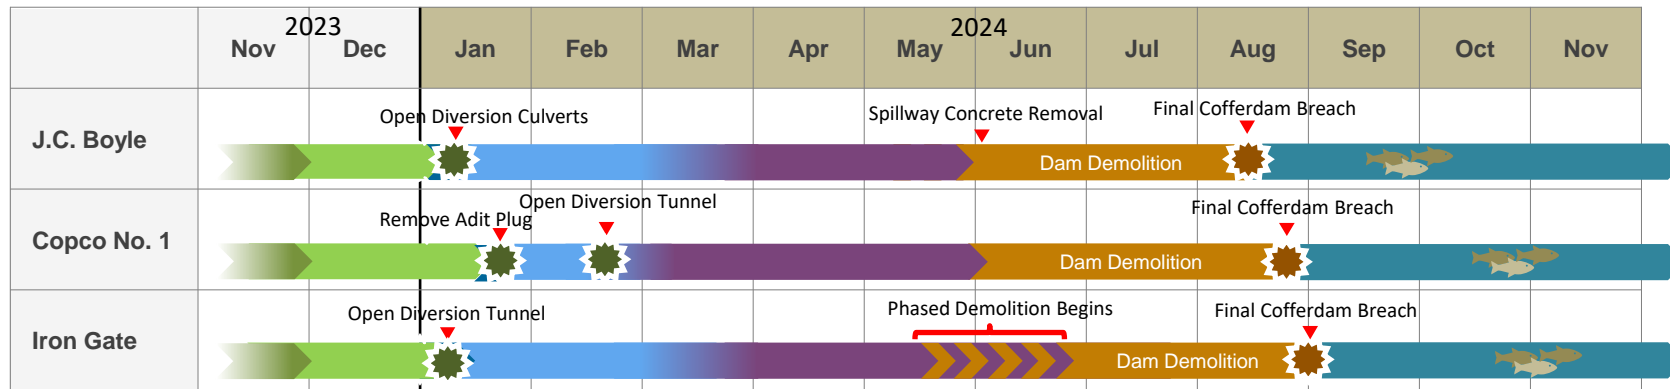 2023
2024
Nov Dec Jan Feb Mar Apr May Jun Jul Aug Sep Oct Nov
J.C. Boyle
Open Diversion Culverts
Spillway Concrete Removal
Final Cofferdam Breach
Dam Demolition
Copco No. 1
Remove Adit Plug
Open Diversion Tunnel
Final Cofferdam Breach
Dam Demolition
Iron Gate
Open Diversion Tunnel
Phased Demolition Begins
Final Cofferdam Breach
Dam Demolition